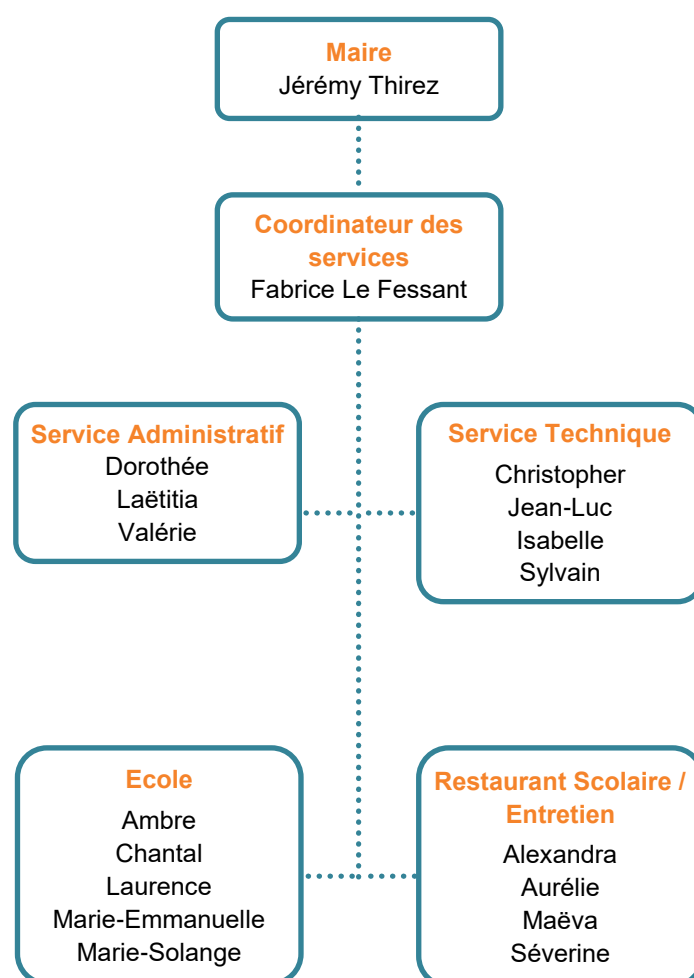 Maire
Jérémy Thirez
Coordinateur des
services
Fabrice Le Fessant
Service Administratif
Dorothée
Laëtitia
Valérie
Service Technique
Christopher
Jean-Luc
Isabelle
Sylvain
Ecole
Ambre
Chantal
Laurence
Marie-Emmanuelle
Marie-Solange
Restaurant Scolaire /
Entretien
Alexandra
Aurélie
Maëva
Séverine